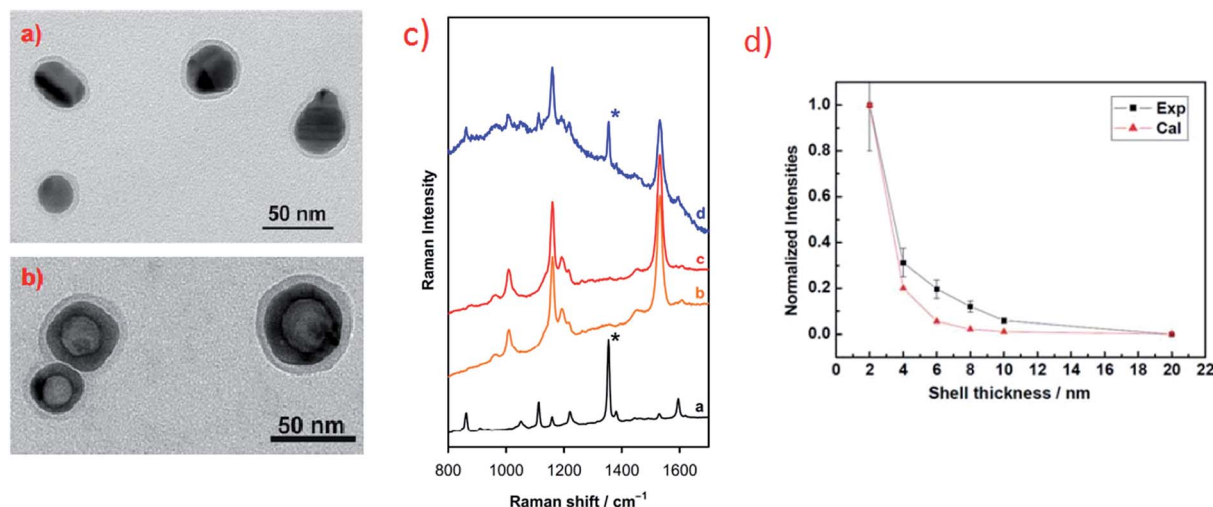 a)
50 nm
b)
50 nm
c)
Raman Intensity
d
c
b
a
*
*
800 1000 1200 1400 1600
Raman shift / cm⁻¹
d)
Normalized Intensities
1.0
0.8
0.6
0.4
0.2
0.0
Exp
Cal
0 2 4 6 8 10 12 14 16 18 20 22
Shell thickness / nm